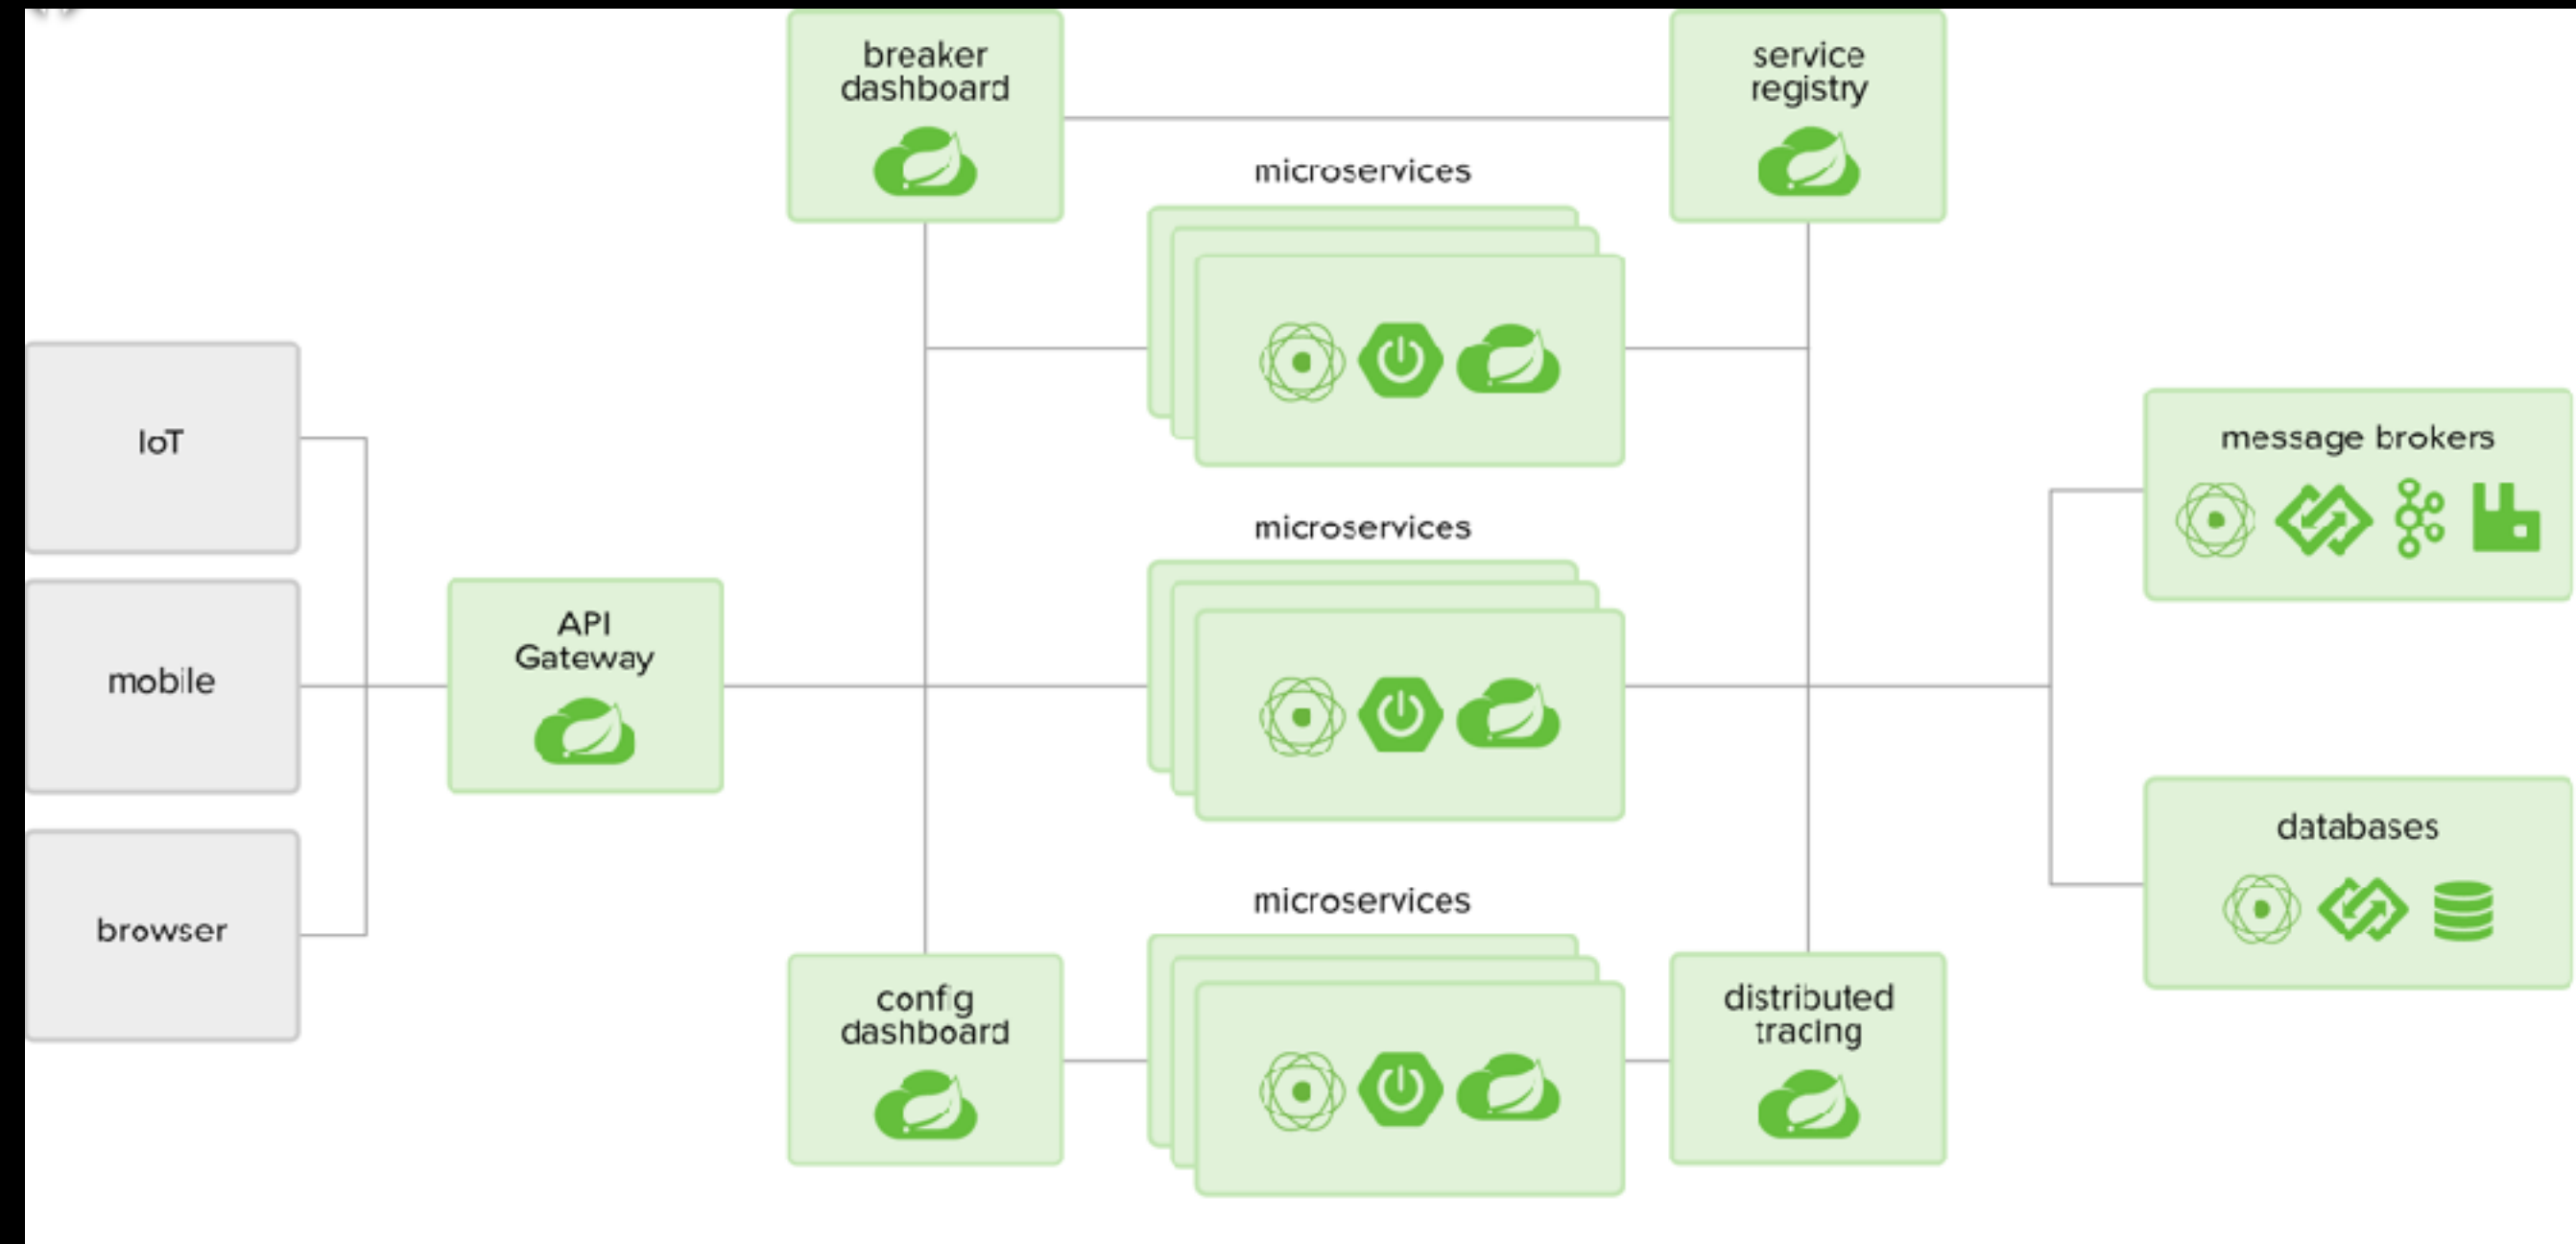 breaker
dashboard
service
registry
microservices
IoT
message brokers
microservices
API
Gateway
mobile
databases
microservices
browser
config
dashboard
distributed
tracing